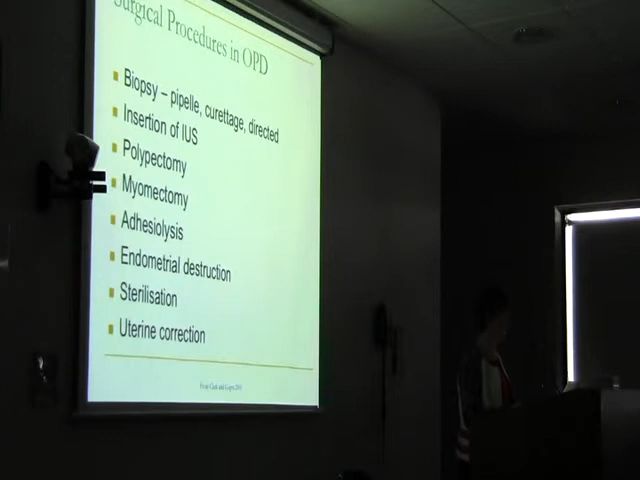 Surgical Procedures in OPD
Biopsy – pipelle, curettage, directed
Insertion of IUS
Polypectomy
Myomectomy
Adhesiolysis
Endometrial destruction
Sterilisation
Uterine correction